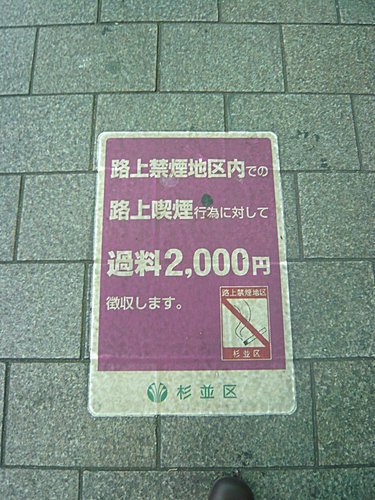 路上禁煙地区内での
路上喫煙行為に対して
過料2,000円
徴収します。
路上禁煙地区
杉並区
杉並区